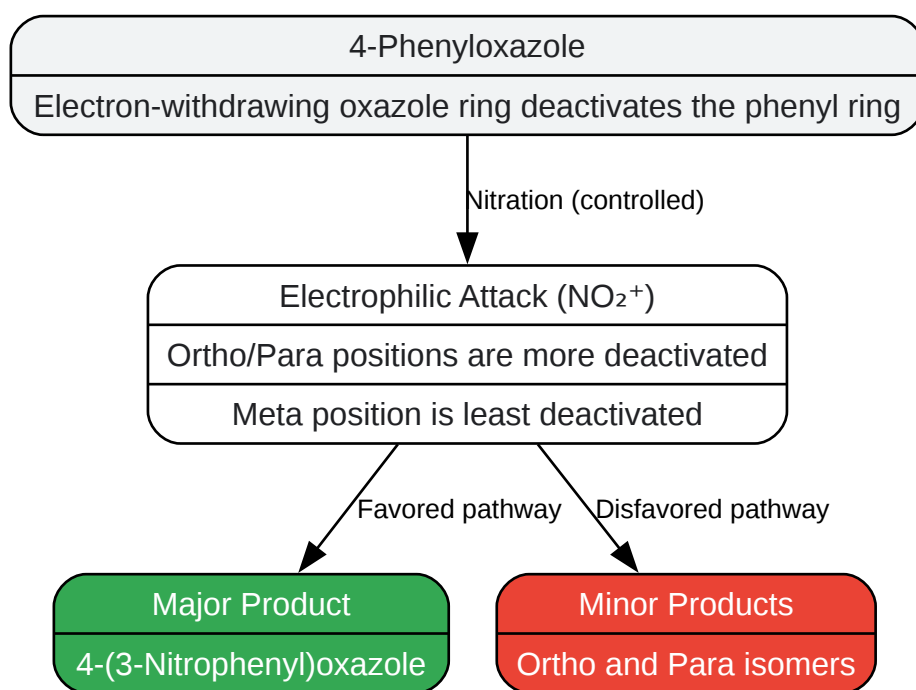 4-Phenyloxazole
Electron-withdrawing oxazole ring deactivates the phenyl ring
Nitration (controlled)
Electrophilic Attack (NO₂⁺)
Ortho/Para positions are more deactivated
Meta position is least deactivated
Favored pathway
Disfavored pathway
Major Product
4-(3-Nitrophenyl)oxazole
Minor Products
Ortho and Para isomers